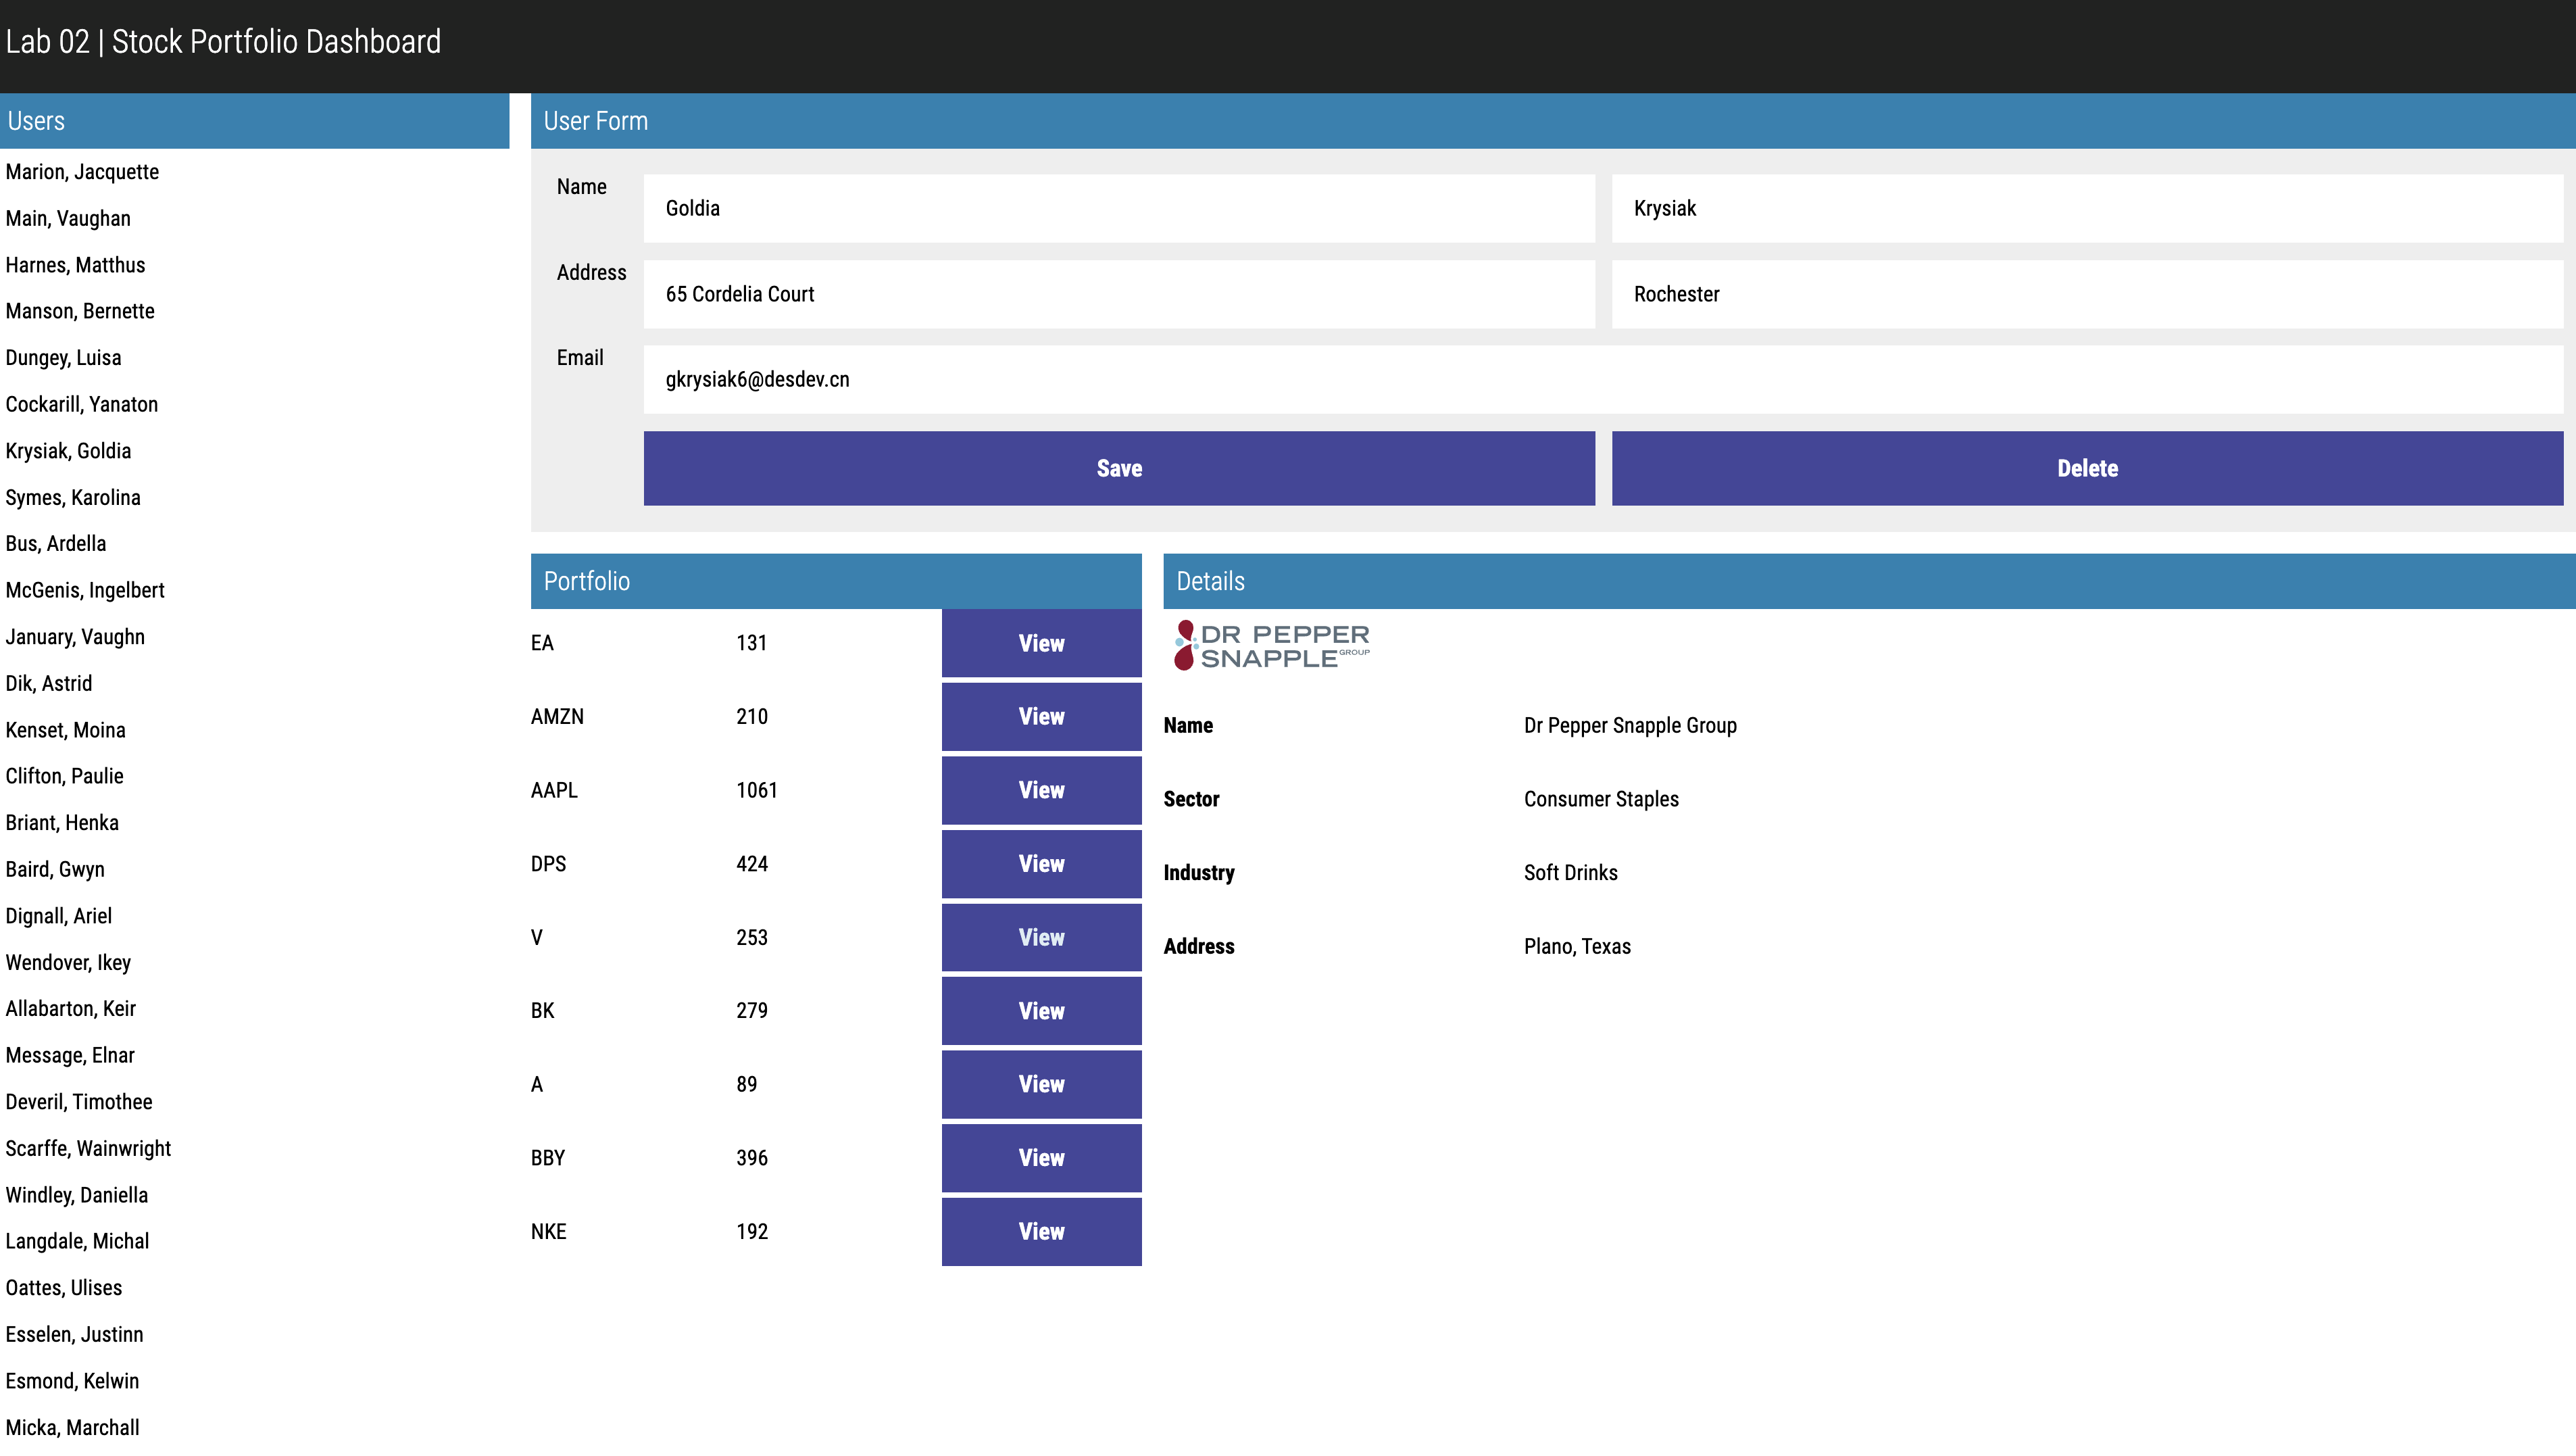 Lab 02 | Stock Portfolio Dashboard
Users
Marion, Jacquette
Main, Vaughan
Harnes, Matthus
Manson, Bernette
Dungey, Luisa
Cockarill, Yanaton
Krysiak, Goldia
Symes, Karolina
Bus, Ardella
McGenis, Ingelbert
January, Vaughn
Dik, Astrid
Kenset, Moina
Clifton, Paulie
Briant, Henka
Baird, Gwyn
Dignall, Ariel
Wendover, Ikey
Allabarton, Keir
Message, Elnar
Deveril, Timothee
Scarffe, Wainwright
Windley, Daniella
Langdale, Michal
Oattes, Ulises
Esselen, Justinn
Esmond, Kelwin
Micka, Marchall
User Form
Name Goldia Krysiak
Address 65 Cordelia Court Rochester
Email gkrysiak6@desdev.cn
Save Delete
Portfolio
EA 131 View
AMZN 210 View
AAPL 1061 View
DPS 424 View
V 253 View
BK 279 View
A 89 View
BBY 396 View
NKE 192 View
Details
DR PEPPER
SNAPPLE GROUP
Name Dr Pepper Snapple Group
Sector Consumer Staples
Industry Soft Drinks
Address Plano, Texas